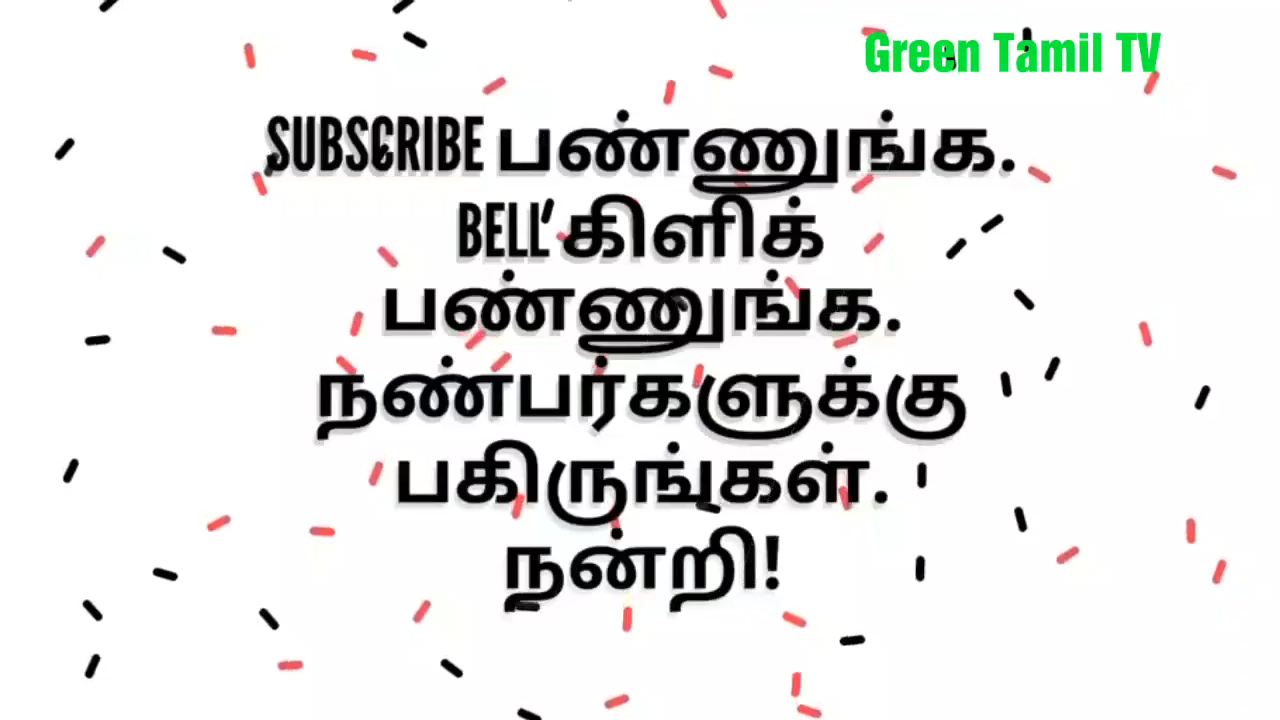 Green Tamil TV
SUBSCRIBE பண்ணுங்க.
BELL' கிளிக்
பண்ணுங்க.
நண்பர்களுக்கு
பகிருங்கள்.
நன்றி!